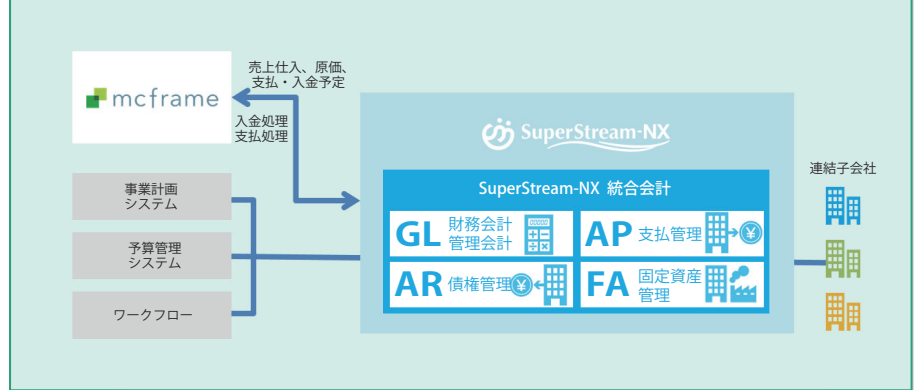 mcframe
売上仕入、原価、
支払・入金予定
入金処理
支払処理
事業計画
システム
予算管理
システム
ワークフロー
SuperStream-NX
SuperStream-NX 統合会計
GL 財務会計
管理会計
AP 支払管理
¥
AR 債権管理
¥
FA 固定資産
管理
連結子会社